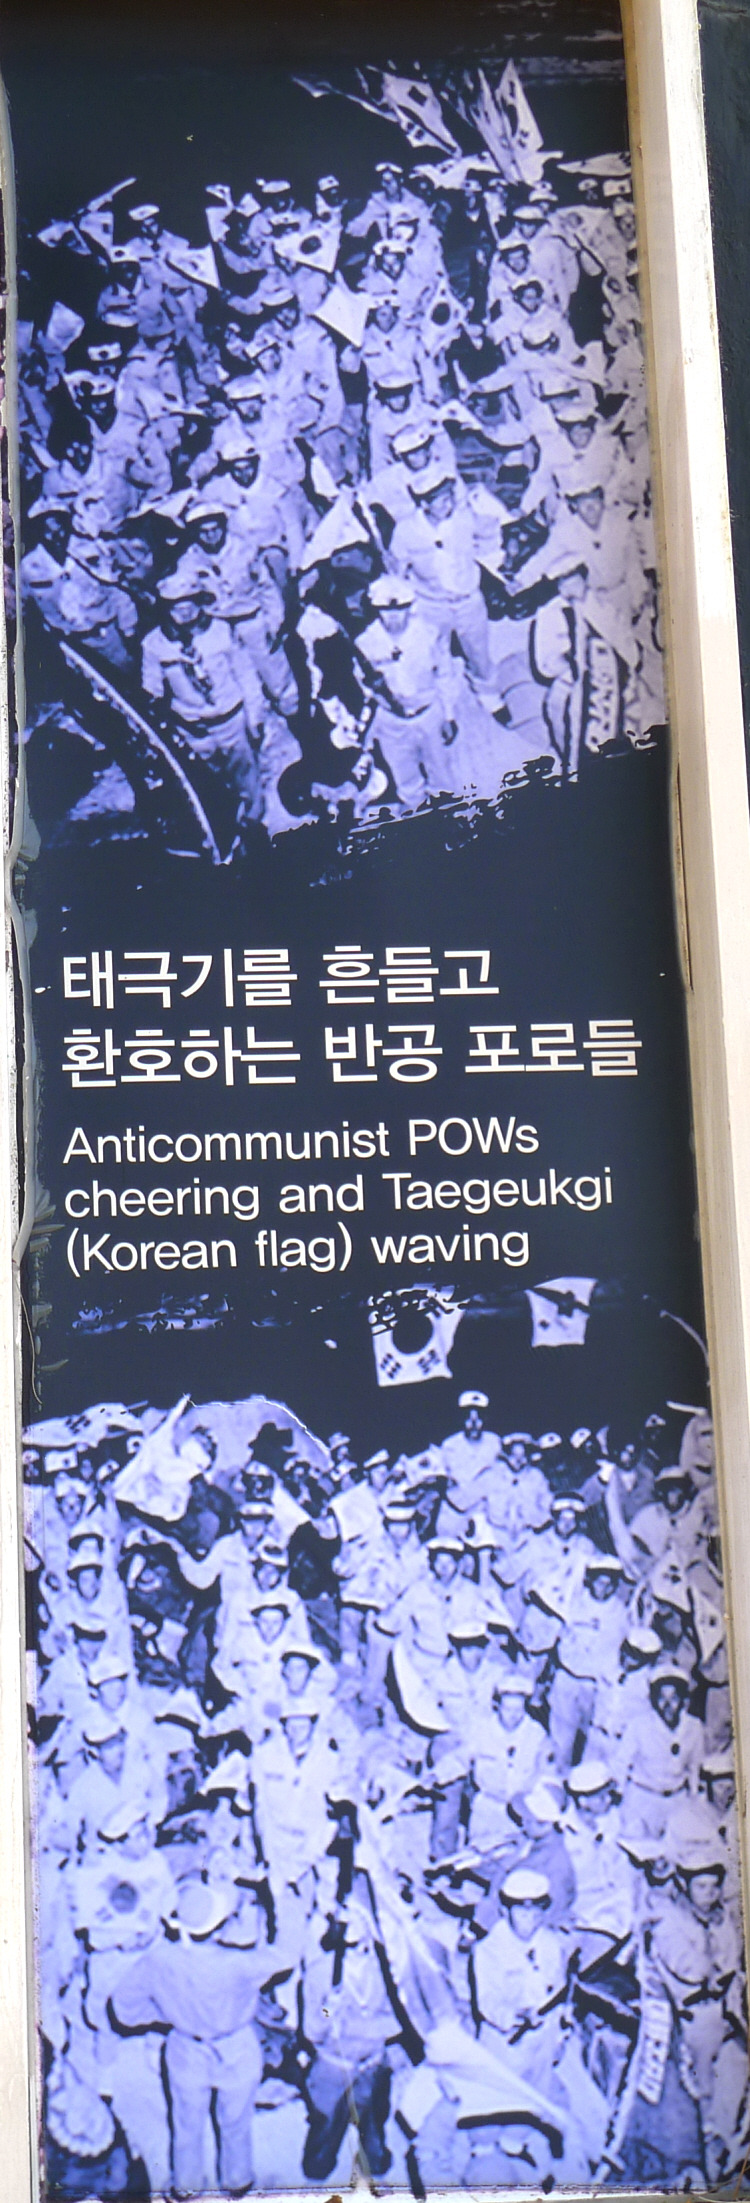 태극기를 흔들고
환호하는 반공 포로들
Anticommunist POWs
cheering and Taegeukgi
(Korean flag) waving